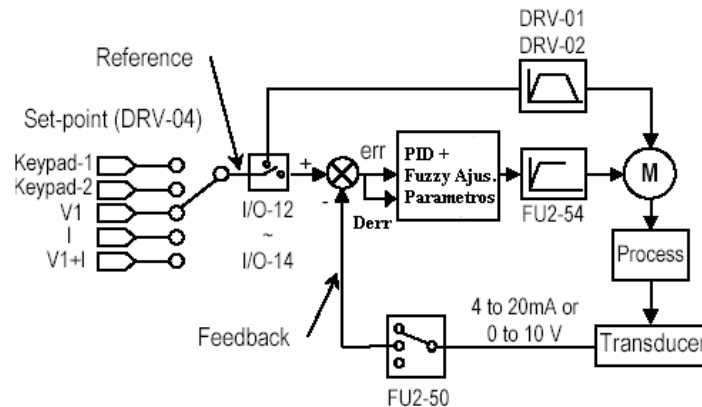 DRV-01
DRV-02
Reference
Set-point (DRV-04)
Keypad-1
Keypad-2
V1
I
V1+I
I/O-12
~
I/O-14
+
-
err
Derr
PID +
Fuzzy Ajus.
Parametros
FU2-54
M
Process
Feedback
4 to 20mA or
0 to 10 V
Transducer
FU2-50